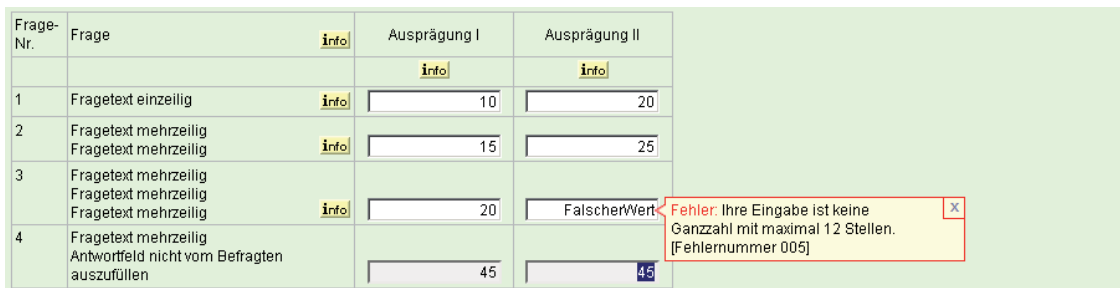 Frage-
Nr.
Frage
info
Ausprägung I
Ausprägung II
info
info
1
Fragetext einzeilig
info
10
20
2
Fragetext mehrzeilig
Fragetext mehrzeilig
info
15
25
3
Fragetext mehrzeilig
Fragetext mehrzeilig
Fragetext mehrzeilig
info
20
FalscherWert
Fehler: Ihre Eingabe ist keine
Ganzzahl mit maximal 12 Stellen.
[Fehlernummer 005]
x
4
Fragetext mehrzeilig
Antwortfeld nicht vom Befragten
auszufüllen
45
45